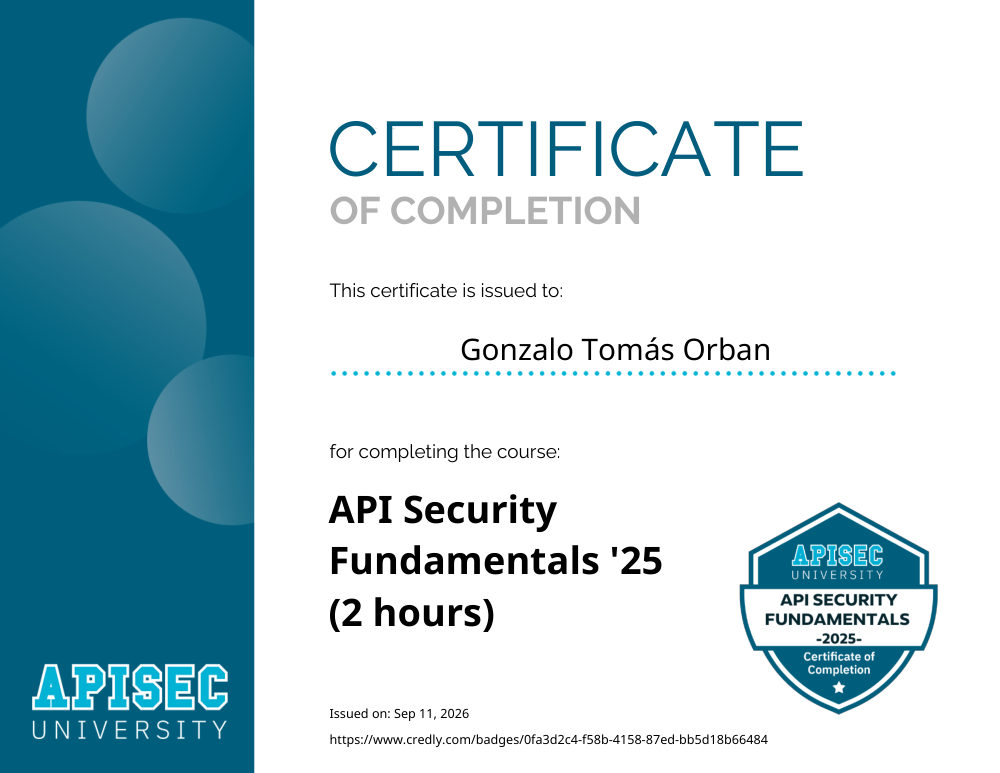 CERTIFICATE
OF COMPLETION
This certificate is issued to:
Gonzalo Tomás Orban
for completing the course:
API Security
Fundamentals '25
(2 hours)
APISEC
UNIVERSITY
API SECURITY
FUNDAMENTALS
-2025-
Certificate of
Completion
Issued on: Sep 11, 2026
https://www.credly.com/badges/0fa3d2c4-f58b-4158-87ed-bb5d18b66484
APISEC
UNIVERSITY